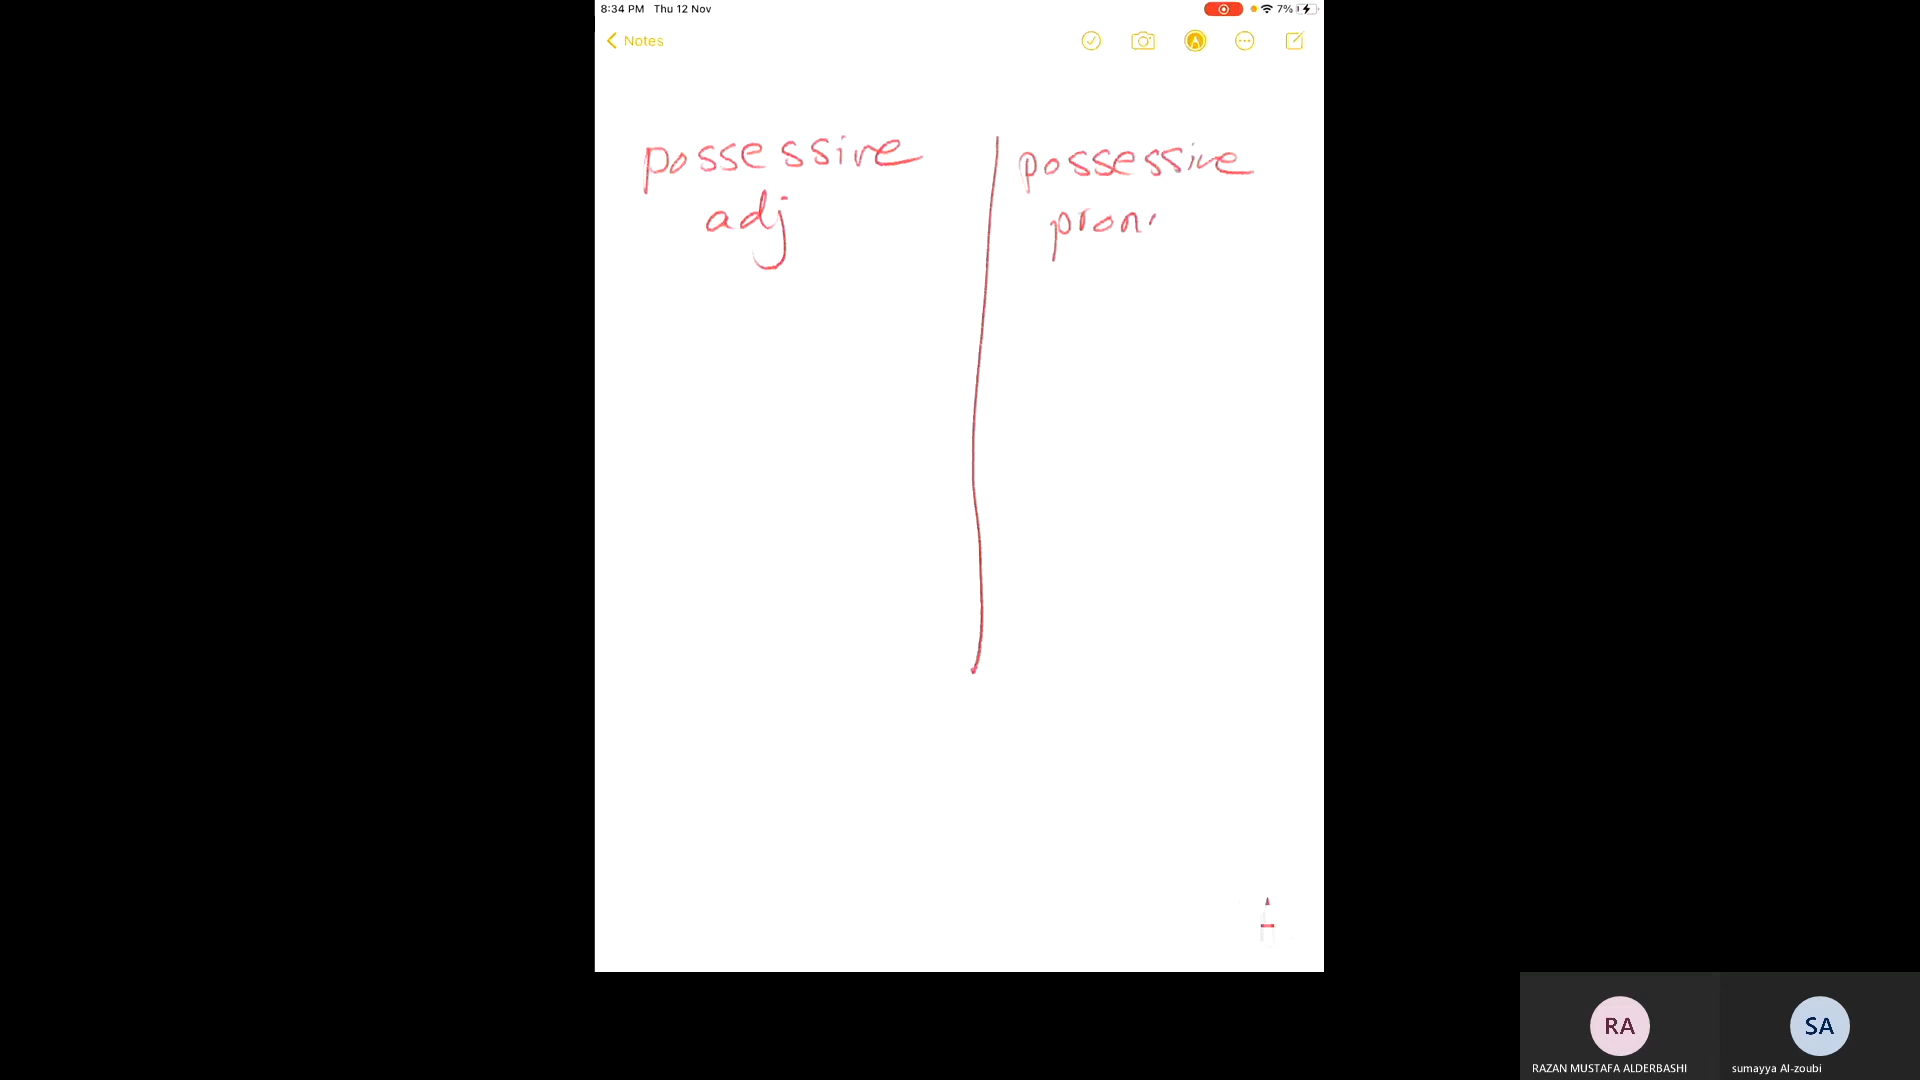 8:34 PM Thu 12 Nov
7%
Notes
possessive
adj
possessive
pron
RA
SA
RAZAN MUSTAFA ALDERBASHI
sumayya Al-zoubi